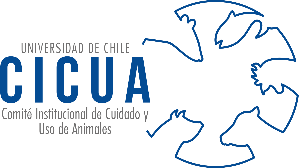 UNIVERSIDAD DE CHILE
CICUA
Comité Institucional de Cuidado y
Uso de Animales